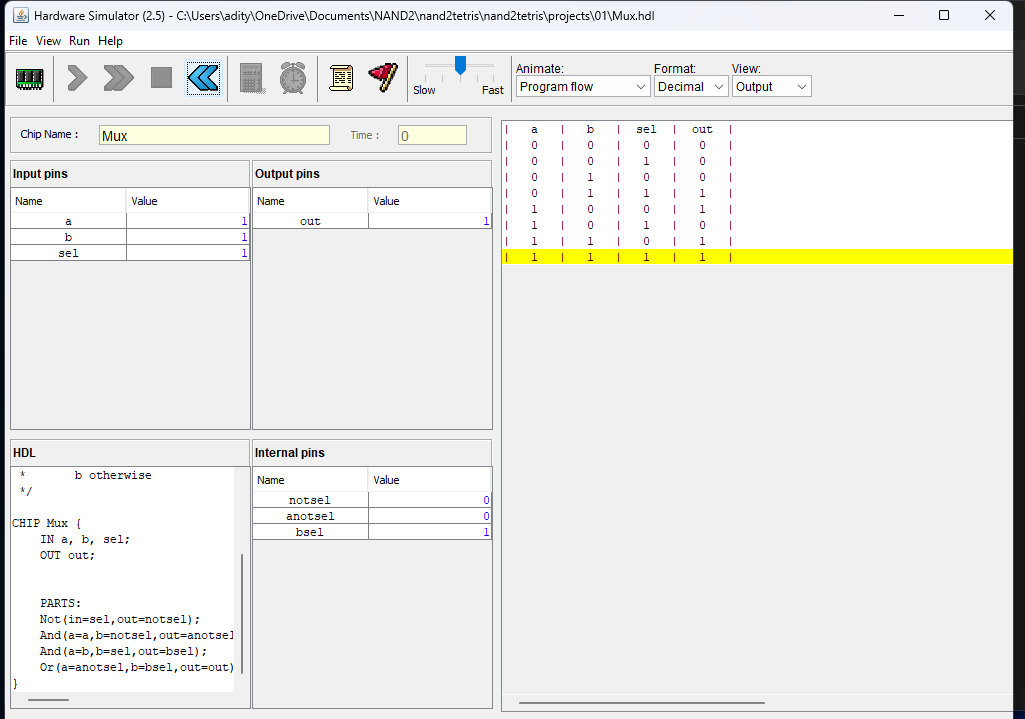 Hardware Simulator (2.5) - C:\Users\adity\OneDrive\Documents\NAND2\nand2tetris\nand2tetris\projects\01\Mux.hdl
File View Run Help
Slow Fast
Animate: Format: View:
Program flow Decimal Output
Chip Name : Mux Time : 0
Input pins
Name Value
a 1
b 1
sel 1
Output pins
Name Value
out 1
HDL
* b otherwise
*/
CHIP Mux {
IN a, b, sel;
OUT out;
PARTS:
Not(in=sel,out=notsel);
And(a=a,b=notsel,out=anotsel
And(a=b,b=sel,out=bsel);
Or(a=anotsel,b=bsel,out=out)
}
Internal pins
Name Value
notsel 0
anotsel 0
bsel 1
| a | b | sel | out |
| 0 | 0 | 0 | 0 |
| 0 | 0 | 1 | 0 |
| 0 | 1 | 0 | 0 |
| 0 | 1 | 1 | 1 |
| 1 | 0 | 0 | 1 |
| 1 | 0 | 1 | 0 |
| 1 | 1 | 0 | 1 |
| 1 | 1 | 1 | 1 |